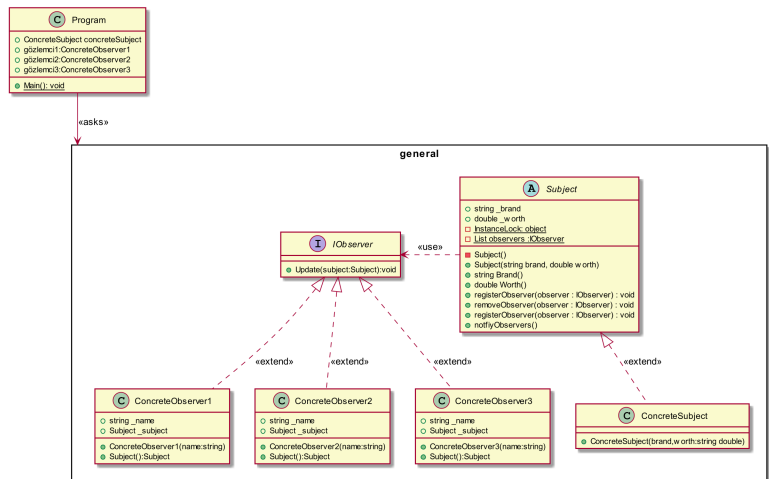 C Program
ConcreteSubject concreteSubject
gözlemci1:ConcreteObserver1
gözlemci2:ConcreteObserver2
gözlemci3:ConcreteObserver3
Main(): void
«asks»
general
A Subject
string _brand
double _worth
InstanceLock: object
List observers :IObserver
Subject()
Subject(string brand, double worth)
string Brand()
double Worth()
registerObserver(observer : IObserver) : void
removeObserver(observer : IObserver) : void
registerObserver(observer : IObserver) : void
notfiyObservers()
I IObserver
Update(subject:Subject):void
«use»
«extend»
«extend»
«extend»
«extend»
C ConcreteObserver1
string _name
Subject _subject
ConcreteObserver1(name:string)
Subject():Subject
C ConcreteObserver2
string _name
Subject _subject
ConcreteObserver2(name:string)
Subject():Subject
C ConcreteObserver3
string _name
Subject _subject
ConcreteObserver3(name:string)
Subject():Subject
C ConcreteSubject
ConcreteSubject(brand,worth:string double)